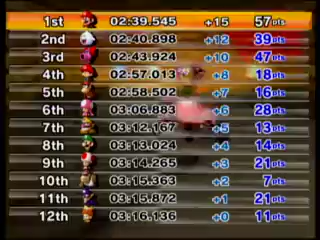 1st 02:39.545 +15 57pts
2nd 02:40.898 +12 39pts
3rd 02:43.924 +10 47pts
4th 02:57.013 +8 18pts
5th 02:58.502 +7 16pts
6th 03:06.883 +6 28pts
7th 03:12.167 +5 13pts
8th 03:13.024 +4 14pts
9th 03:14.265 +3 21pts
10th 03:15.363 +2 7pts
11th 03:15.872 +1 21pts
12th 03:16.136 +0 11pts